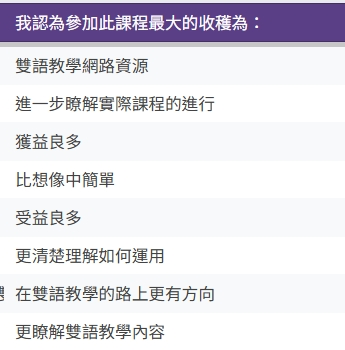 我認為參加此課程最大的收穫為：
雙語教學網路資源
進一步瞭解實際課程的進行
獲益良多
比想像中簡單
受益良多
更清楚理解如何運用
在雙語教學的路上更有方向
更瞭解雙語教學內容